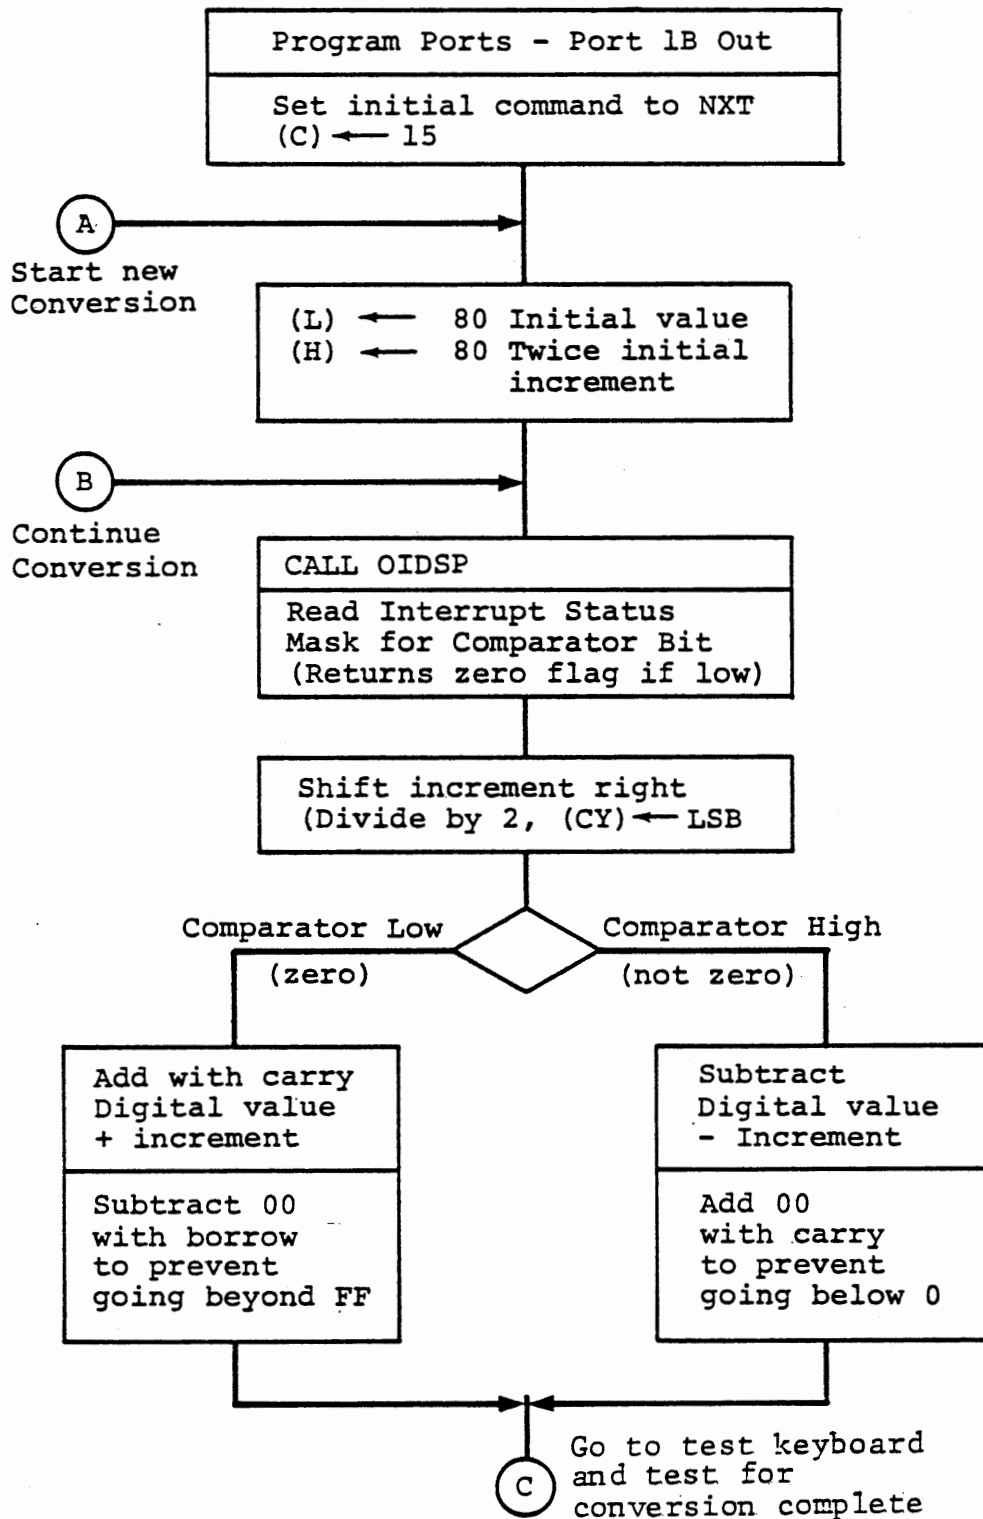 Program Ports - Port 1B Out
Set initial command to NXT
(C) ← 15
A
Start new
Conversion
(L) ← 80 Initial value
(H) ← 80 Twice initial
increment
B
Continue
Conversion
CALL OIDSP
Read Interrupt Status
Mask for Comparator Bit
(Returns zero flag if low)
Shift increment right
(Divide by 2, (CY) ← LSB
Comparator Low
(zero)
Comparator High
(not zero)
Add with carry
Digital value
+ increment
Subtract 00
with borrow
to prevent
going beyond FF
Subtract
Digital value
- Increment
Add 00
with carry
to prevent
going below 0
C
Go to test keyboard
and test for
conversion complete